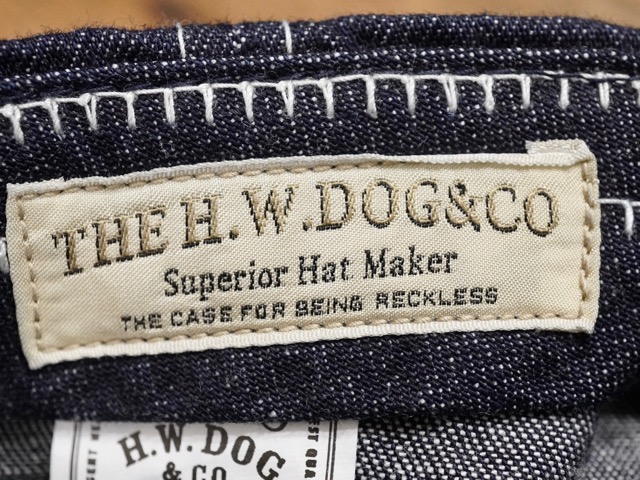 THE H.W.DOG&CO
Superior Hat Maker
THE CASE FOR BEING RECKLESS
H.W.DOG
& CO